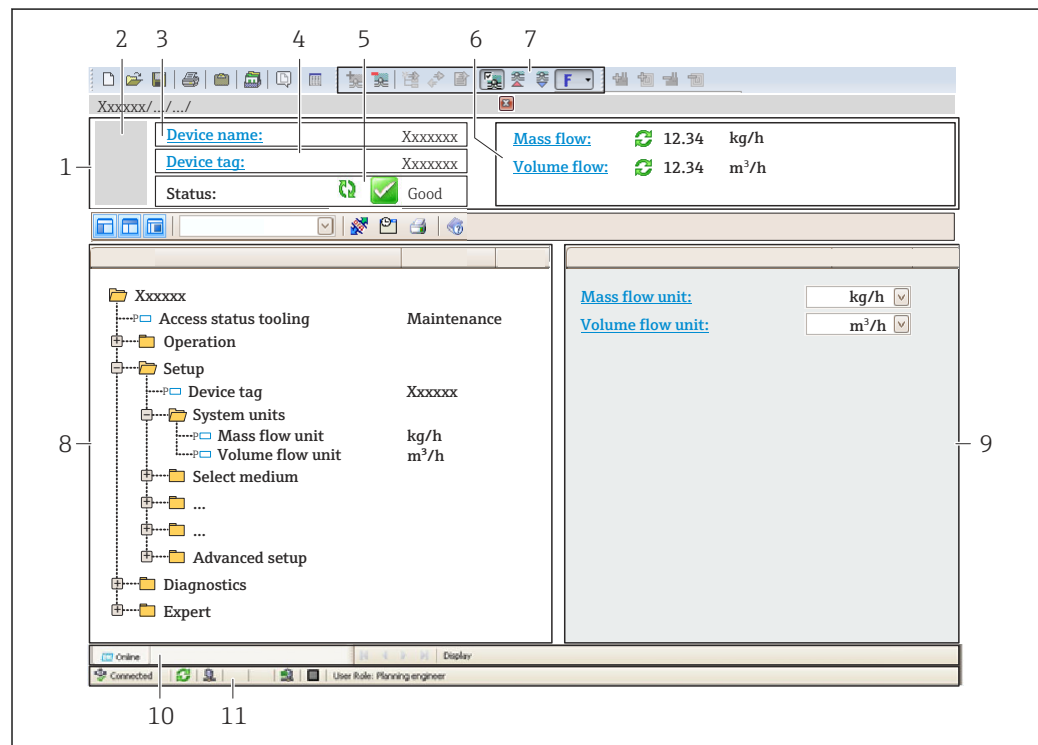 2 3 4 5 6 7
F
Xxxxxx/.../.../
Device name: Xxxxxxx
Mass flow: 12.34 kg/h
1
Device tag: Xxxxxxx
Volume flow: 12.34 m³/h
Status: Good
Xxxxxx
Mass flow unit: kg/h
P Access status tooling Maintenance
Volume flow unit: m³/h
Operation
Setup
P Device tag Xxxxxx
System units
8
P Mass flow unit kg/h
9
P Volume flow unit m³/h
Select medium
...
...
Advanced setup
Diagnostics
Expert
Online Display
Connected User Role: Planning engineer
10 11